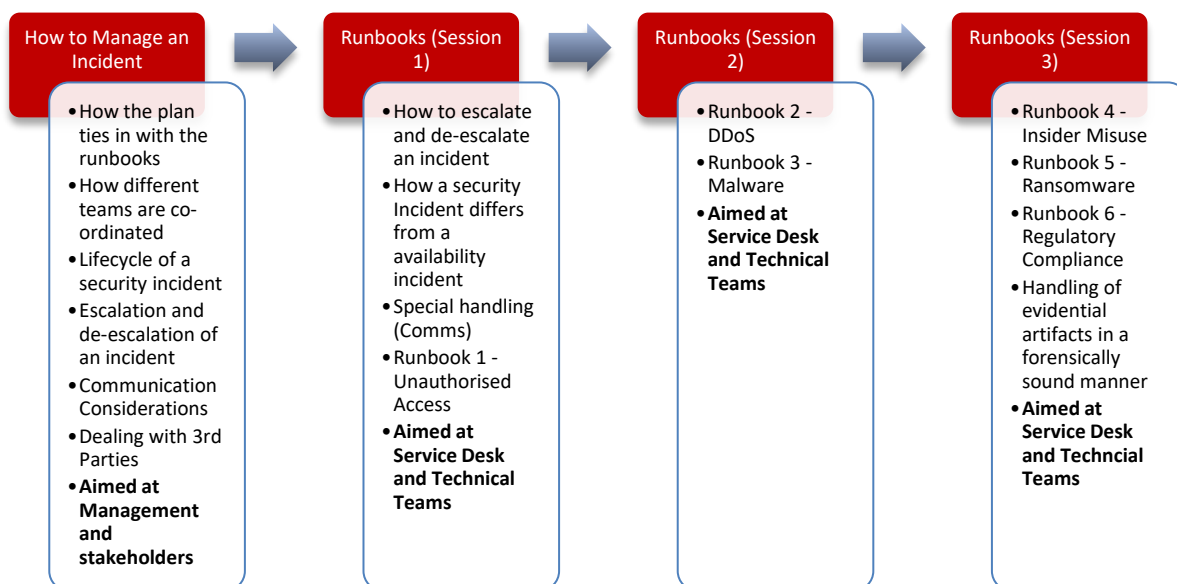 How to Manage an
Incident
•How the plan
ties in with the
runbooks
•How different
teams are co-
ordinated
•Lifecycle of a
security incident
•Escalation and
de-escalation of
an incident
•Communication
Considerations
•Dealing with 3rd
Parties
•Aimed at
Management
and
stakeholders
Runbooks (Session
1)
•How to escalate
and de-escalate
an incident
•How a security
Incident differs
from a
availability
incident
•Special handling
(Comms)
•Runbook 1 -
Unauthorised
Access
•Aimed at
Service Desk
and Technical
Teams
Runbooks (Session
2)
•Runbook 2 -
DDoS
•Runbook 3 -
Malware
•Aimed at
Service Desk
and Technical
Teams
Runbooks (Session
3)
•Runbook 4 -
Insider Misuse
•Runbook 5 -
Ransomware
•Runbook 6 -
Regulatory
Compliance
•Handling of
evidential
artifacts in a
forensically
sound manner
•Aimed at
Service Desk
and Techncial
Teams